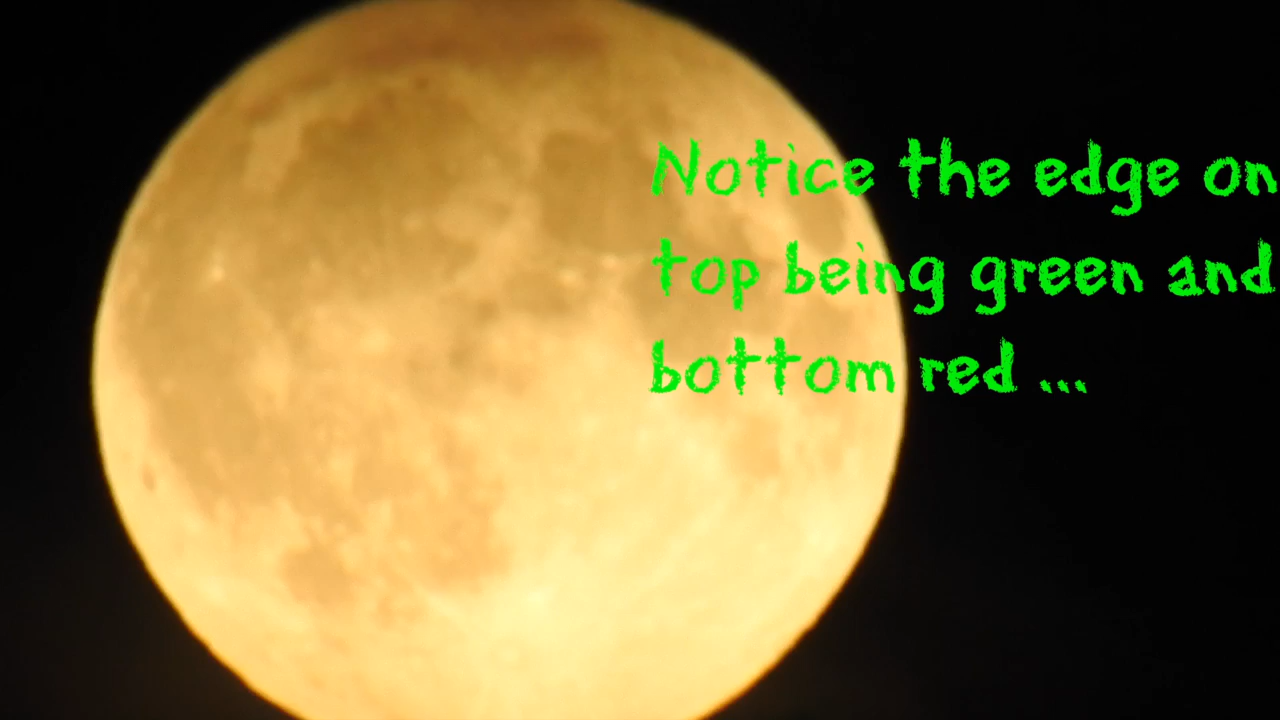 Notice the edge on
top being green and
bottom red ...